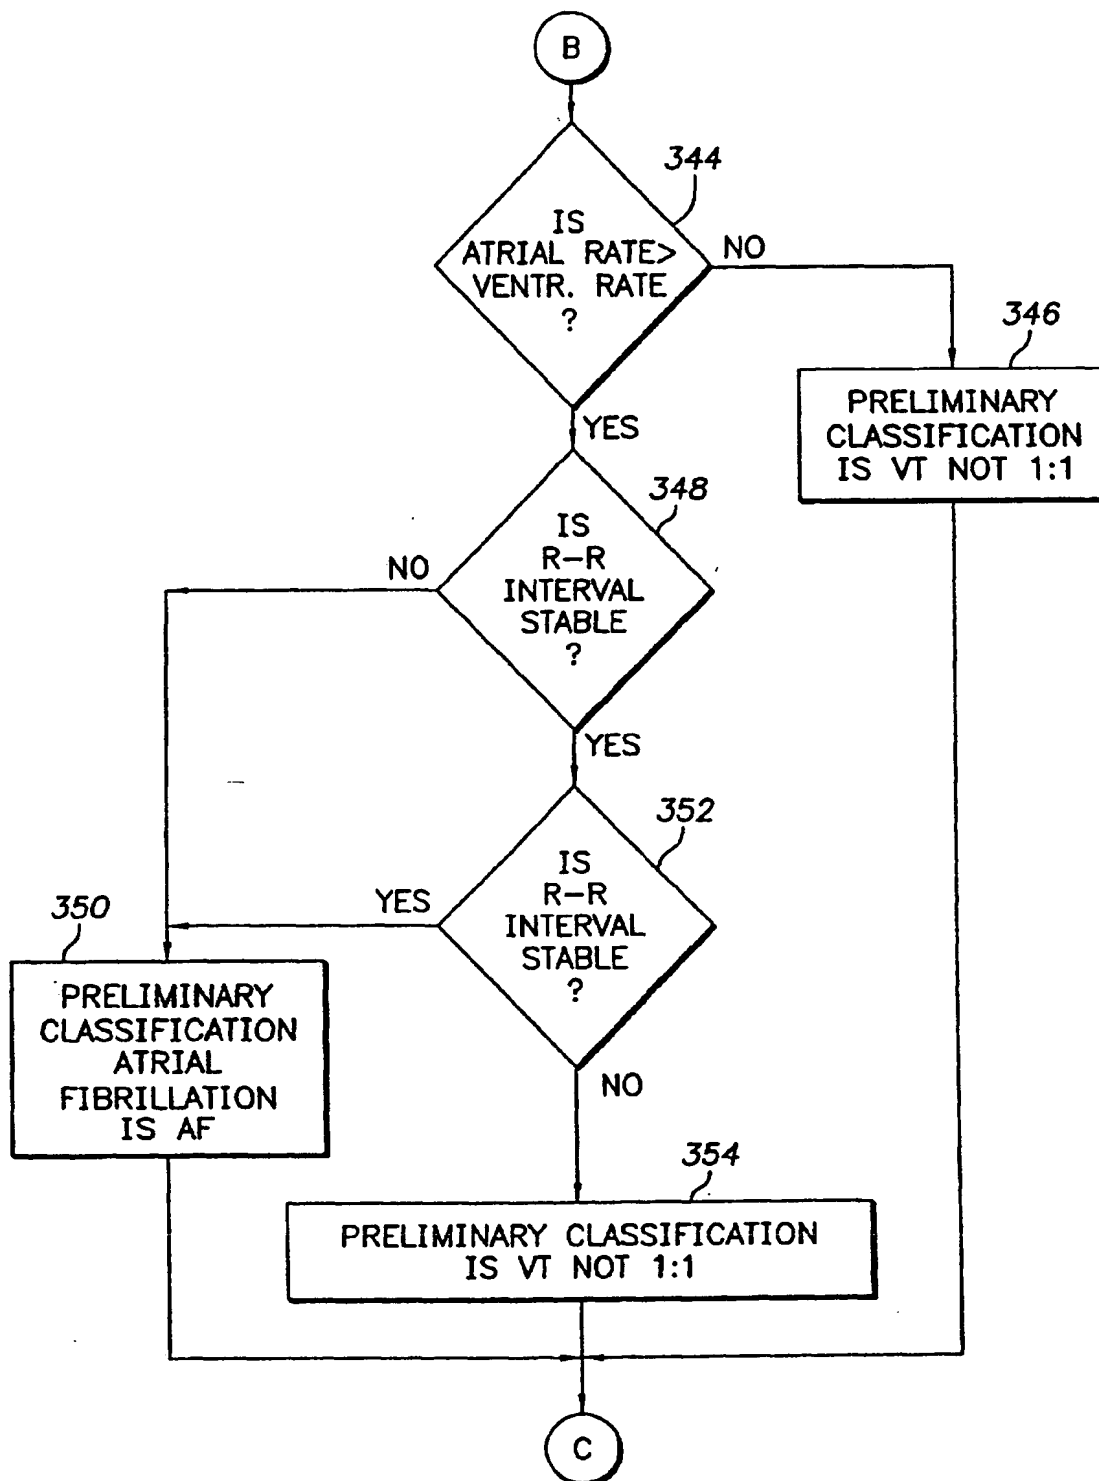 B
344
IS
ATRIAL RATE>
VENTR. RATE
?
NO
YES
346
PRELIMINARY
CLASSIFICATION
IS VT NOT 1:1
348
IS
R-R
INTERVAL
STABLE
?
NO
YES
352
IS
R-R
INTERVAL
STABLE
?
YES
NO
350
PRELIMINARY
CLASSIFICATION
ATRIAL
FIBRILLATION
IS AF
354
PRELIMINARY CLASSIFICATION
IS VT NOT 1:1
C